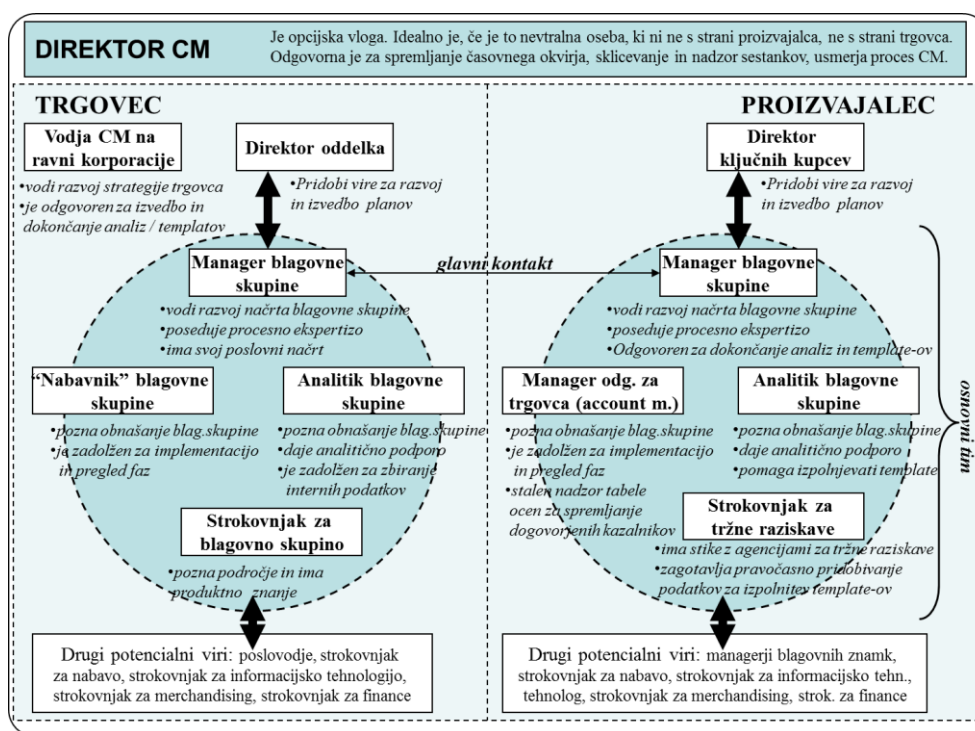 DIREKTOR CM
Je opcijska vloga. Idealno je, če je to nevtralna oseba, ki ni ne s strani proizvajalca, ne s strani trgovca.
Odgovorna je za spremljanje časovnega okvirja, sklicevanje in nadzor sestankov, usmerja proces CM.
TRGOVEC
Vodja CM na
ravni korporacije
•vodi razvoj strategije trgovca
•je odgovoren za izvedbo in
dokončanje analiz / templatov
Direktor oddelka
•Pridobi vire za razvoj
in izvedbo planov
Manager blagovne
skupine
•vodi razvoj načrta blagovne skupine
•poseduje procesno ekspertizo
•ima svoj poslovni načrt
“Nabavnik” blagovne
skupine
•pozna obnašanje blag.skupine
•je zadolžen za implementacijo
in pregled faz
Analitik blagovne
skupine
•pozna obnašanje blag.skupine
•daje analitično podporo
•je zadolžen za zbiranje
internih podatkov
Strokovnjak za
blagovno skupino
•pozna področje in ima
produktno znanje
Drugi potencialni viri: poslovodje, strokovnjak
za nabavo, strokovnjak za informacijsko tehnologijo,
strokovnjak za merchandising, strokovnjak za finance
glavni kontakt
PROIZVAJALEC
Direktor
ključnih kupcev
•Pridobi vire za razvoj
in izvedbo planov
Manager blagovne
skupine
•vodi razvoj načrta blagovne skupine
•poseduje procesno ekspertizo
•Odgovoren za dokončanje analiz in template-ov
Manager odg. za
trgovca (account m.)
•pozna obnašanje blag.skupine
•je zadolžen za implementacijo
in pregled faz
•stalen nadzor tabele
ocen za spremljanje
dogovorjenih kazalnikov
Analitik blagovne
skupine
•pozna obnašanje blag.skupine
•daje analitično podporo
•pomaga izpolnjevati template
Strokovnjak za
tržne raziskave
•ima stike z agencijami za tržne raziskave
•zagotavlja pravočasno pridobivanje
podatkov za izpolnitev template-ov
osnovni tim
Drugi potencialni viri: managerji blagovnih znamk,
strokovnjak za nabavo, strokovnjak za informacijsko tehn.,
tehnolog, strokovnjak za merchandising, strok. za finance